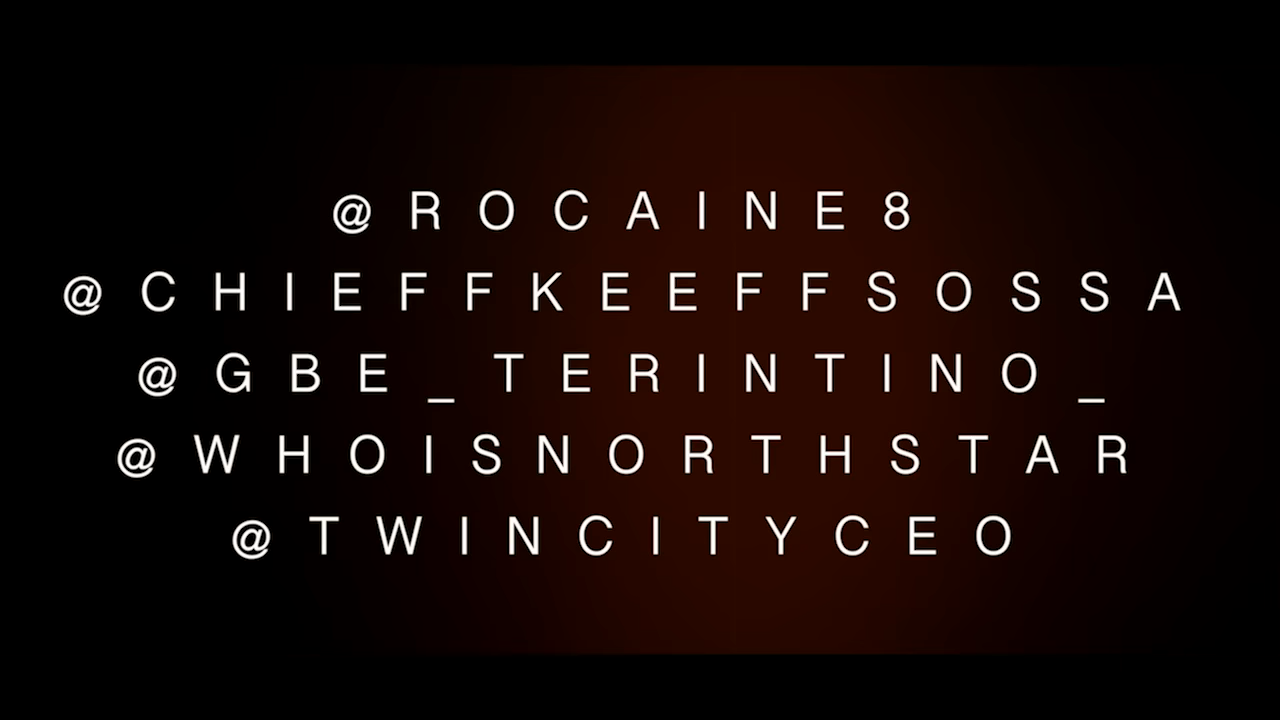 @ROCAINE8
@CHIEFFKEEFFSOSSA
@GBE_TERINTINO_
@WHOISNORTHSTAR
@TWINCITYCEO